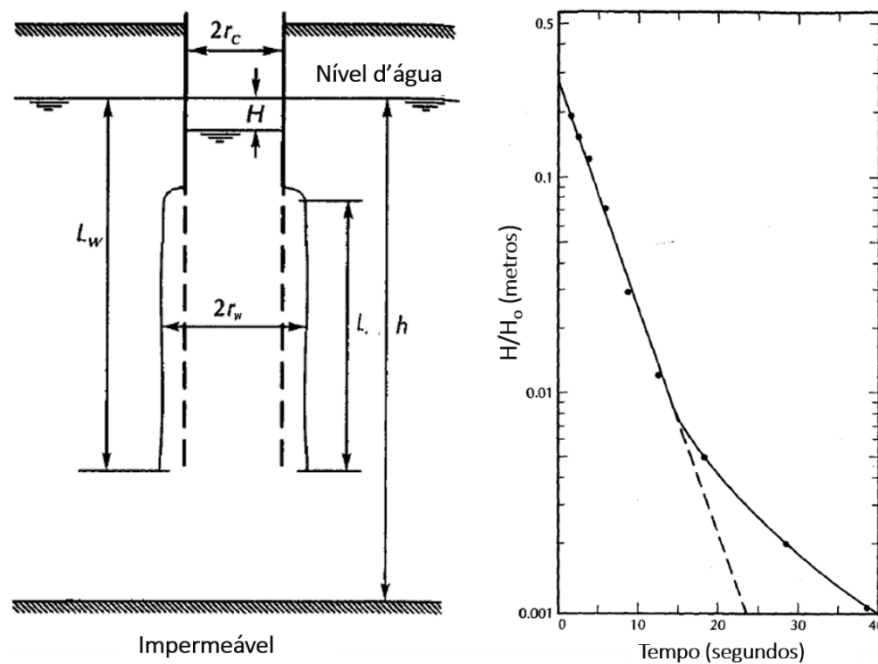 2r_c
Nível d'água
H
L_w
2r_w
L
h
Impermeável
H/H_o (metros)
0.5
0.1
0.01
0.001
0
10
20
30
40
Tempo (segundos)